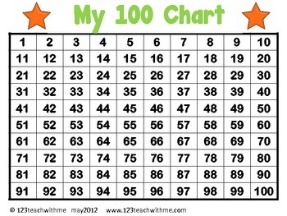 My 100 Chart
1 2 3 4 5 6 7 8 9 10
11 12 13 14 15 16 17 18 19 20
21 22 23 24 25 26 27 28 29 30
31 32 33 34 35 36 37 38 39 40
41 42 43 44 45 46 47 48 49 50
51 52 53 54 55 56 57 58 59 60
61 62 63 64 65 66 67 68 69 70
71 72 73 74 75 76 77 78 79 80
81 82 83 84 85 86 87 88 89 90
91 92 93 94 95 96 97 98 99 100
© 123teachwithme may2012 www.123teachwithme.com